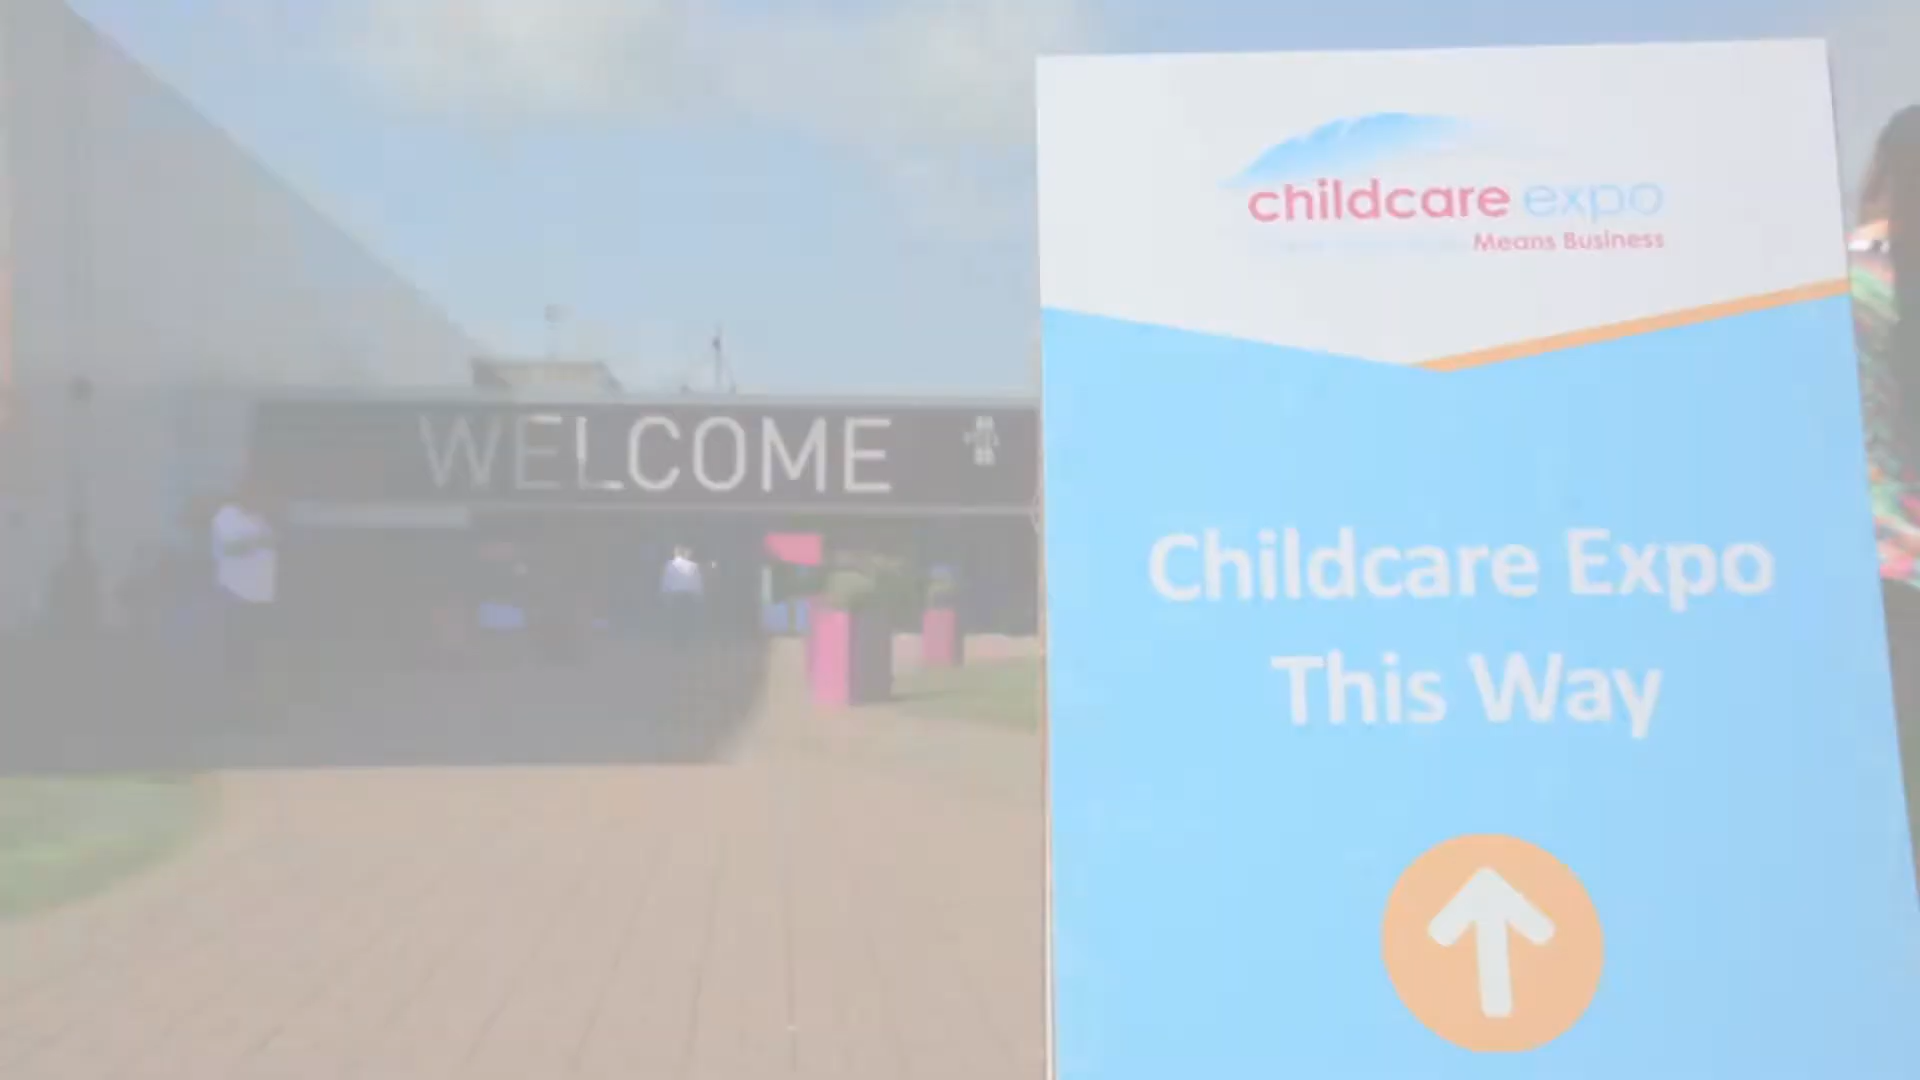 WELCOME
childcare expo
Means Business
Childcare Expo
This Way